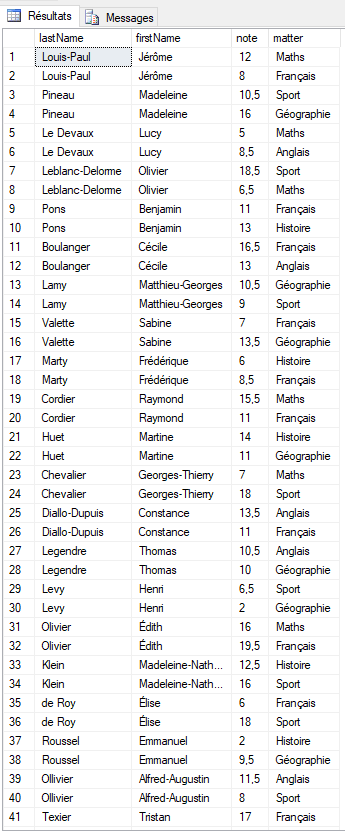 Résultats Messages
lastName firstName note matter
1 Louis-Paul Jérôme 12 Maths
2 Louis-Paul Jérôme 8 Français
3 Pineau Madeleine 10,5 Sport
4 Pineau Madeleine 16 Géographie
5 Le Devaux Lucy 5 Maths
6 Le Devaux Lucy 8,5 Anglais
7 Leblanc-Delorme Olivier 18,5 Sport
8 Leblanc-Delorme Olivier 6,5 Maths
9 Pons Benjamin 11 Français
10 Pons Benjamin 13 Histoire
11 Boulanger Cécile 16,5 Français
12 Boulanger Cécile 13 Anglais
13 Lamy Matthieu-Georges 10,5 Géographie
14 Lamy Matthieu-Georges 9 Sport
15 Valette Sabine 7 Français
16 Valette Sabine 13,5 Géographie
17 Marty Frédérique 6 Histoire
18 Marty Frédérique 8,5 Français
19 Cordier Raymond 15,5 Maths
20 Cordier Raymond 11 Français
21 Huet Martine 14 Histoire
22 Huet Martine 11 Géographie
23 Chevalier Georges-Thierry 7 Maths
24 Chevalier Georges-Thierry 18 Sport
25 Diallo-Dupuis Constance 13,5 Anglais
26 Diallo-Dupuis Constance 11 Français
27 Legendre Thomas 10,5 Anglais
28 Legendre Thomas 10 Géographie
29 Levy Henri 6,5 Sport
30 Levy Henri 2 Géographie
31 Olivier Édith 16 Maths
32 Olivier Édith 19,5 Français
33 Klein Madeleine-Nath... 12,5 Histoire
34 Klein Madeleine-Nath... 16 Sport
35 de Roy Élise 6 Français
36 de Roy Élise 18 Sport
37 Roussel Emmanuel 2 Histoire
38 Roussel Emmanuel 9,5 Géographie
39 Ollivier Alfred-Augustin 11,5 Anglais
40 Ollivier Alfred-Augustin 8 Sport
41 Texier Tristan 17 Français